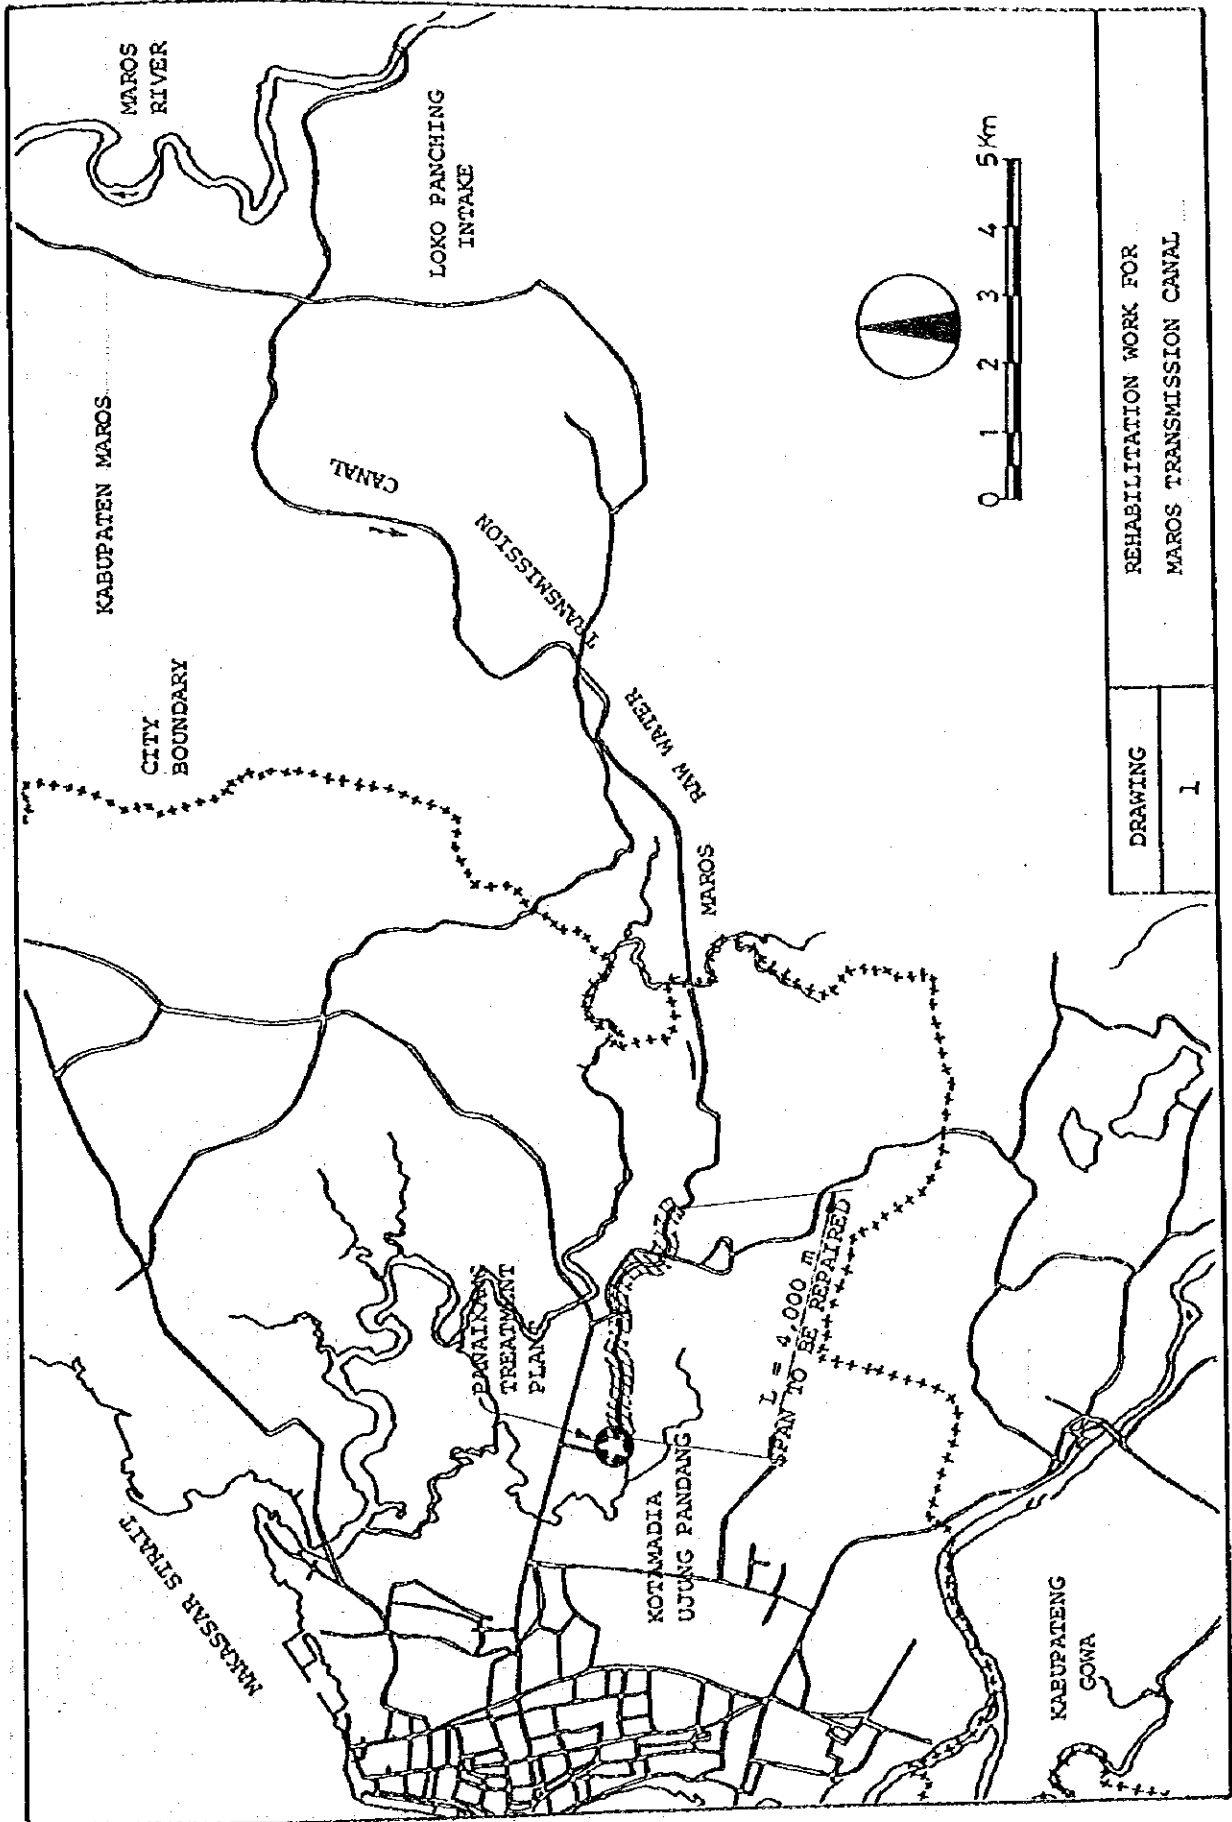 MAROS
RIVER
KABUPATEN MAROS
LOKO PANCHING
INTAKE
CITY
BOUNDARY
CANAL
TRANSMISSION
RAW WATER
MAROS
MAKASSAR STRAIT
TREATMENT
PLANT
KOTAMADIA
UJUNG PANDANG
L = 4,000 m
SPAN TO BE REPAIRED
KABUPATENG
GOWA
0 1 2 3 4 5 Km
DRAWING
1
REHABILITATION WORK FOR
MAROS TRANSMISSION CANAL